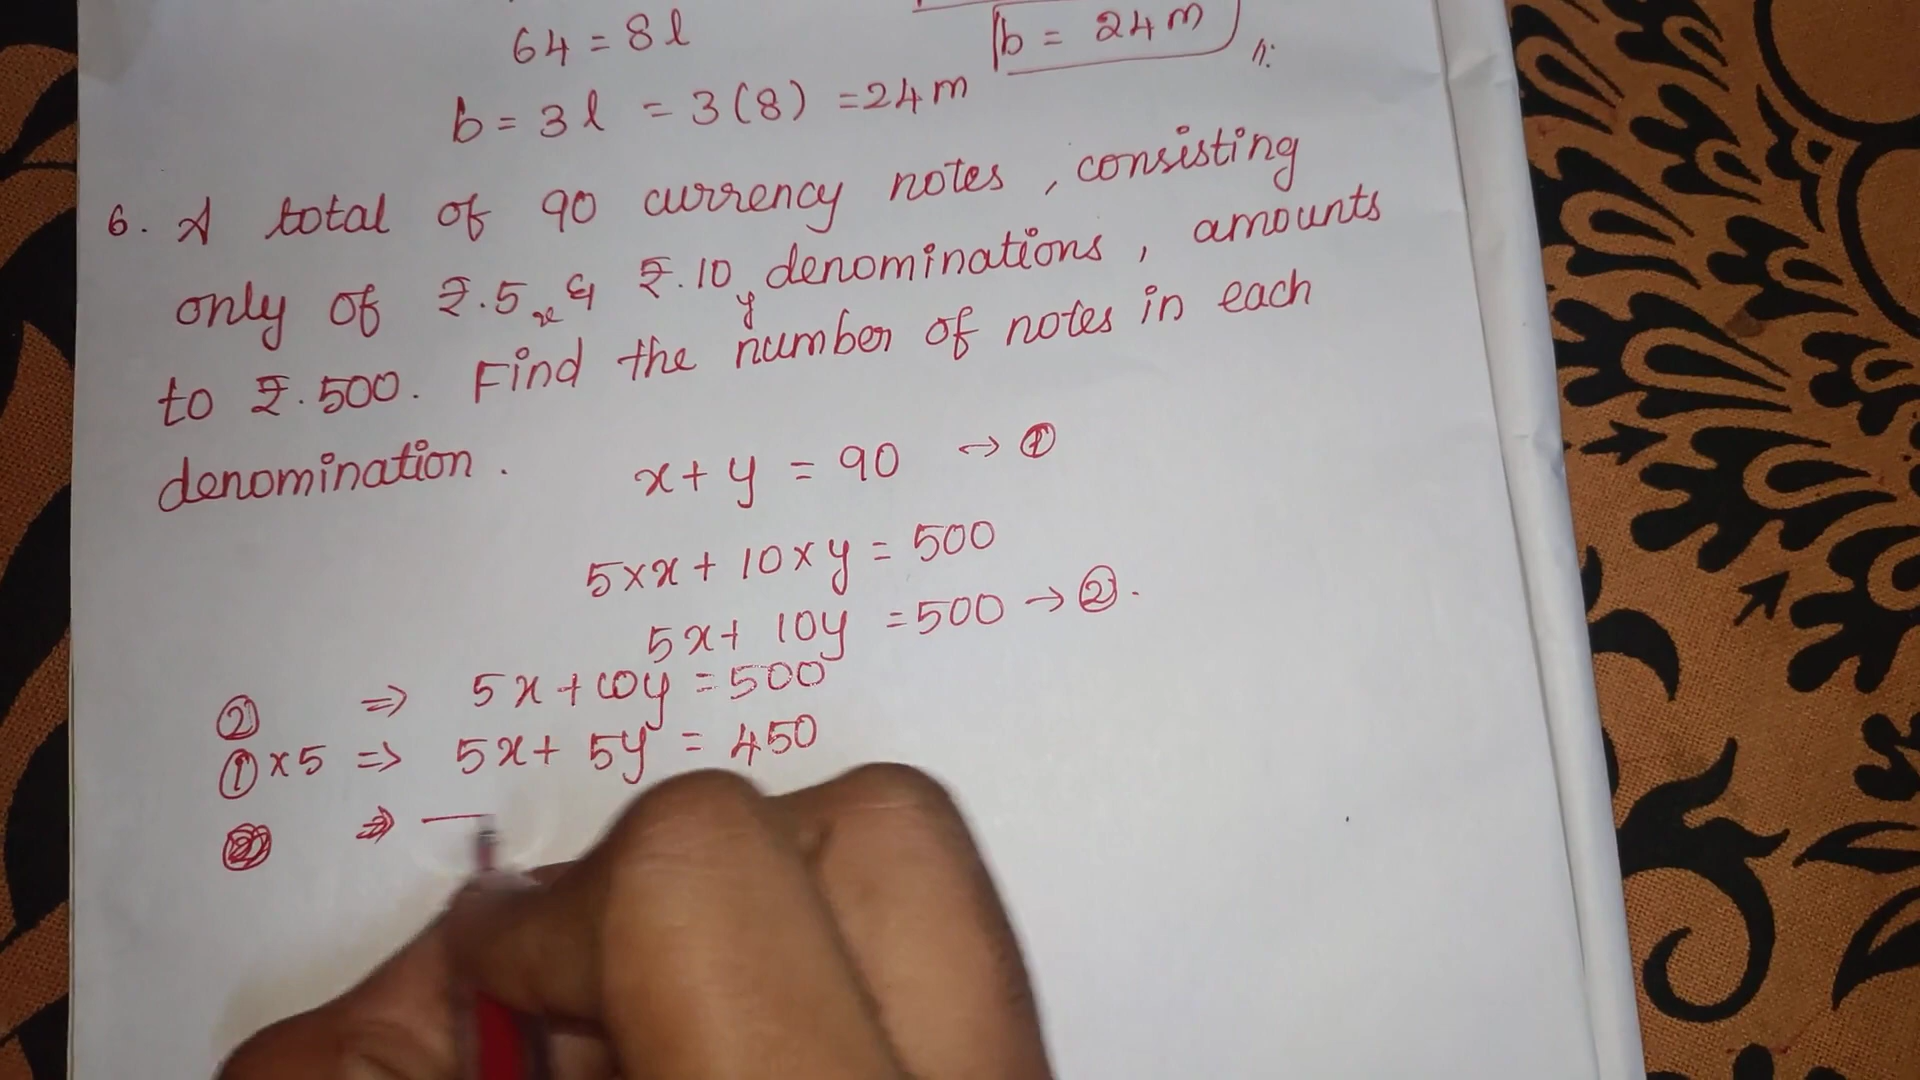 64 = 8l
b = 24m
b = 3l = 3(8) = 24m
6. A total of 90 currency notes, consisting
only of ₹.5 x & ₹.10 y denominations, amounts
to ₹.500. Find the number of notes in each
denomination.
x + y = 90 → ①
5×x + 10×y = 500
5x + 10y = 500 → ②.
② ⇒ 5x + 10y = 500
① × 5 ⇒ 5x + 5y = 450
⇒